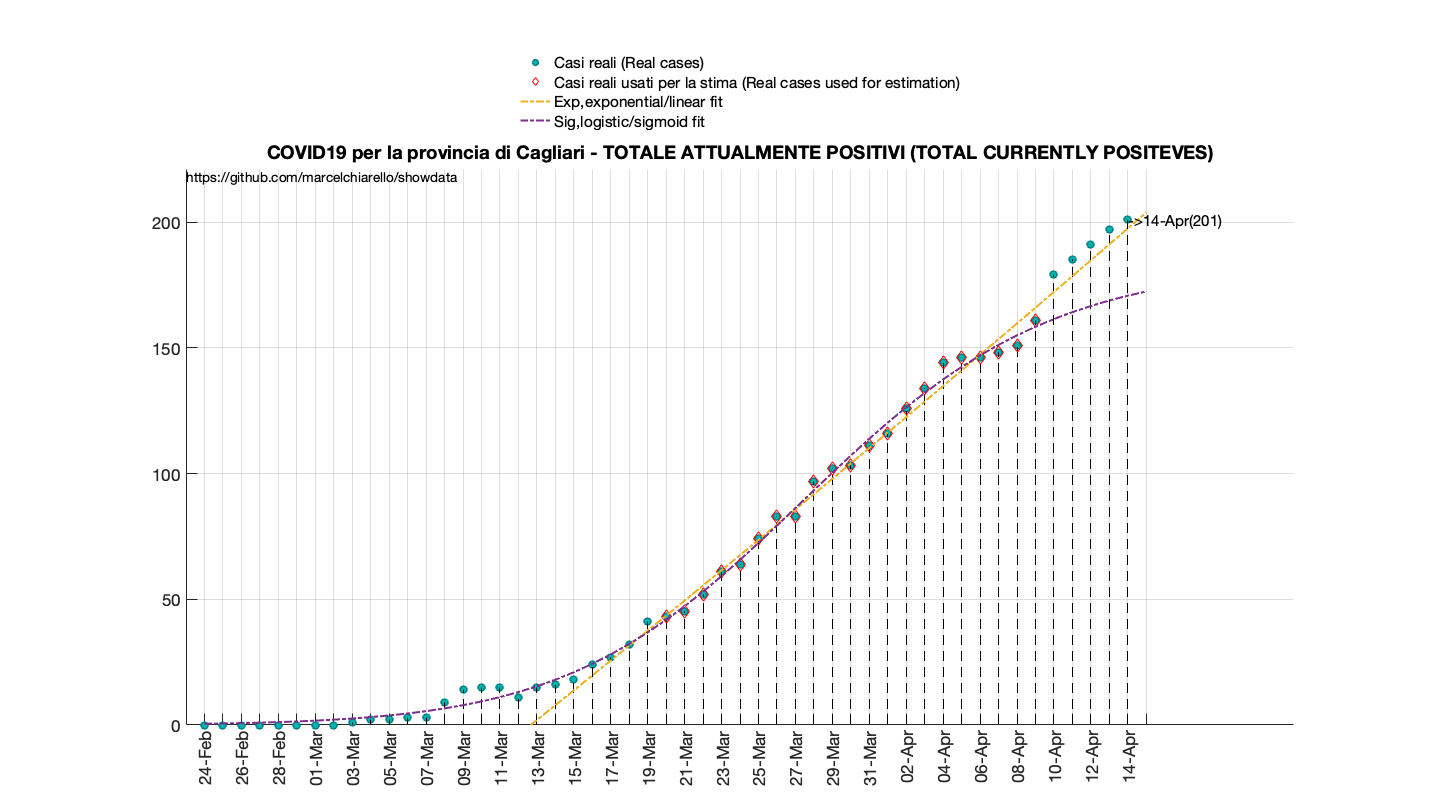 Casi reali (Real cases)
Casi reali usati per la stima (Real cases used for estimation)
Exp,exponential/linear fit
Sig,logistic/sigmoid fit
COVID19 per la provincia di Cagliari - TOTALE ATTUALMENTE POSITIVI (TOTAL CURRENTLY POSITEVES)
https://github.com/marcelchiarello/showdata
200
->14-Apr(201)
150
100
50
0
24-Feb
26-Feb
28-Feb
01-Mar
03-Mar
05-Mar
07-Mar
09-Mar
11-Mar
13-Mar
15-Mar
17-Mar
19-Mar
21-Mar
23-Mar
25-Mar
27-Mar
29-Mar
31-Mar
02-Apr
04-Apr
06-Apr
08-Apr
10-Apr
12-Apr
14-Apr